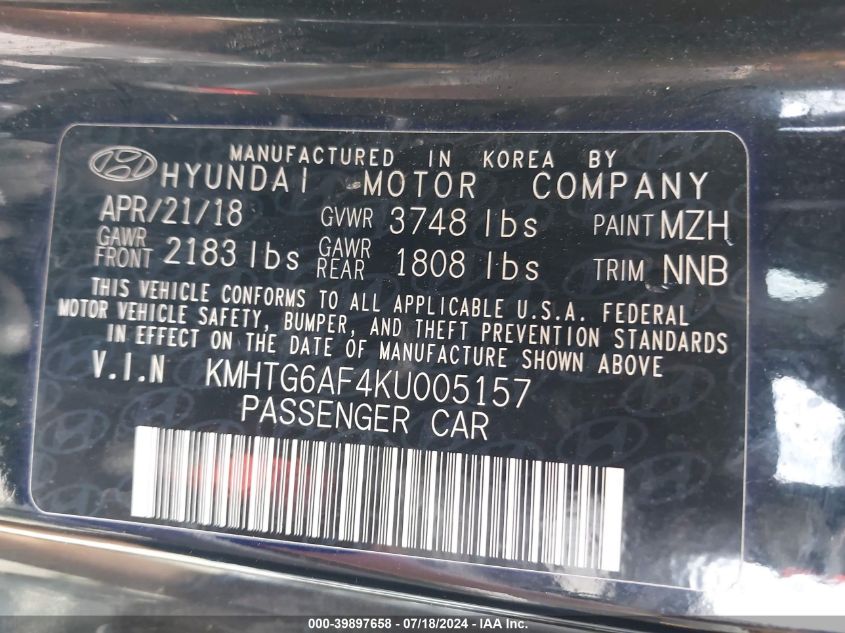 MANUFACTURED IN KOREA BY
HYUNDAI MOTOR COMPANY
APR/21/18 GVWR 3748 lbs PAINT MZH
GAWR FRONT 2183 lbs GAWR REAR 1808 lbs TRIM NNB
THIS VEHICLE CONFORMS TO ALL APPLICABLE U.S.A. FEDERAL
MOTOR VEHICLE SAFETY, BUMPER, AND THEFT PREVENTION STANDARDS
IN EFFECT ON THE DATE OF MANUFACTURE SHOWN ABOVE
V.I.N KMHTG6AF4KU005157
PASSENGER CAR
000-39897658 - 07/18/2024 - IAA Inc.